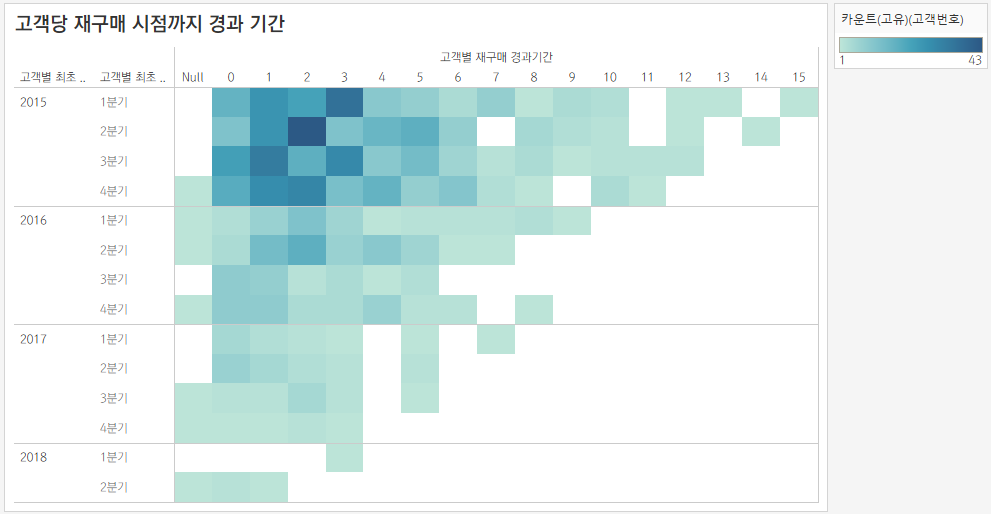 고객당 재구매 시점까지 경과 기간
카운트(고유)(고객번호)
1 43
고객별 재구매 경과기간
고객별 최초 .. 고객별 최초 .. Null 0 1 2 3 4 5 6 7 8 9 10 11 12 13 14 15
2015 1분기
2분기
3분기
4분기
2016 1분기
2분기
3분기
4분기
2017 1분기
2분기
3분기
4분기
2018 1분기
2분기